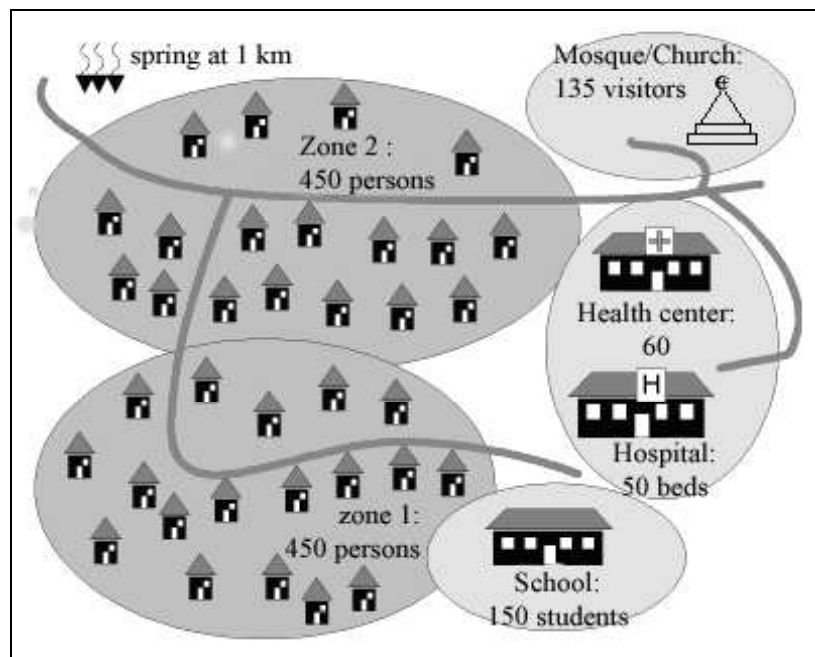 spring at 1 km
Mosque/Church:
135 visitors
Zone 2 :
450 persons
Health center:
60
H
Hospital:
50 beds
zone 1:
450 persons
School:
150 students